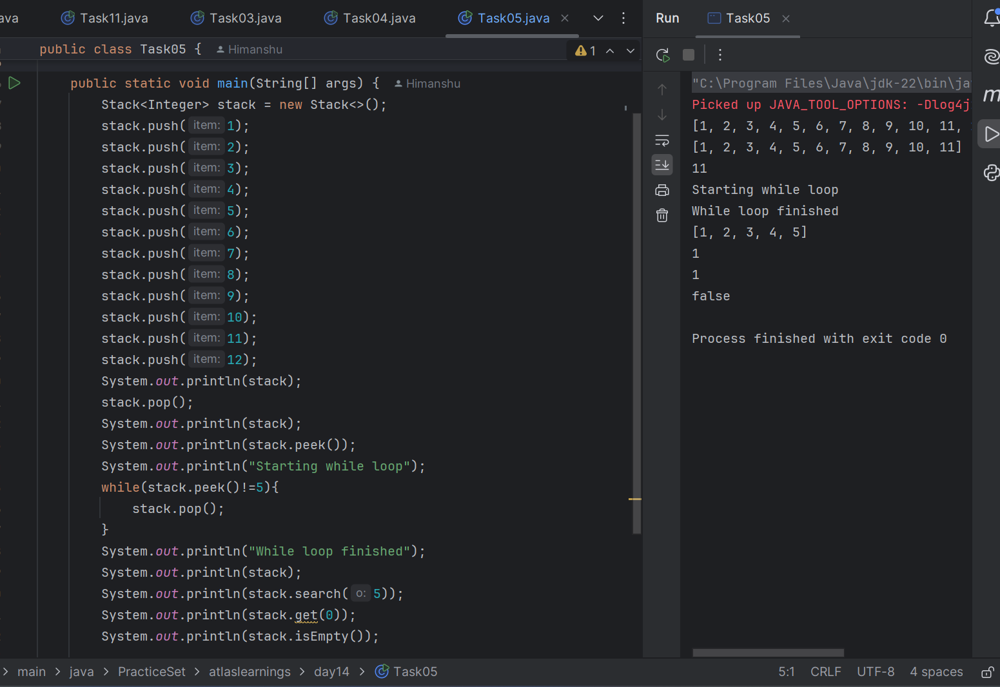 ava Task11.java Task03.java Task04.java Task05.java
Run Task05
public class Task05 { Himanshu
1
public static void main(String[] args) { Himanshu
Stack<Integer> stack = new Stack<>();
stack.push( item: 1);
stack.push( item: 2);
stack.push( item: 3);
stack.push( item: 4);
stack.push( item: 5);
stack.push( item: 6);
stack.push( item: 7);
stack.push( item: 8);
stack.push( item: 9);
stack.push( item: 10);
stack.push( item: 11);
stack.push( item: 12);
System.out.println(stack);
stack.pop();
System.out.println(stack);
System.out.println(stack.peek());
System.out.println("Starting while loop");
while(stack.peek()!=5){
stack.pop();
}
System.out.println("While loop finished");
System.out.println(stack);
System.out.println(stack.search( o: 5));
System.out.println(stack.get(0));
System.out.println(stack.isEmpty());
"C:\Program Files\Java\jdk-22\bin\ja
Picked up JAVA_TOOL_OPTIONS: -Dlog4j
[1, 2, 3, 4, 5, 6, 7, 8, 9, 10, 11,
[1, 2, 3, 4, 5, 6, 7, 8, 9, 10, 11]
11
Starting while loop
While loop finished
[1, 2, 3, 4, 5]
1
1
false
Process finished with exit code 0
m
main > java > PracticeSet > atlaslearnings > day14 > Task05
5:1 CRLF UTF-8 4 spaces